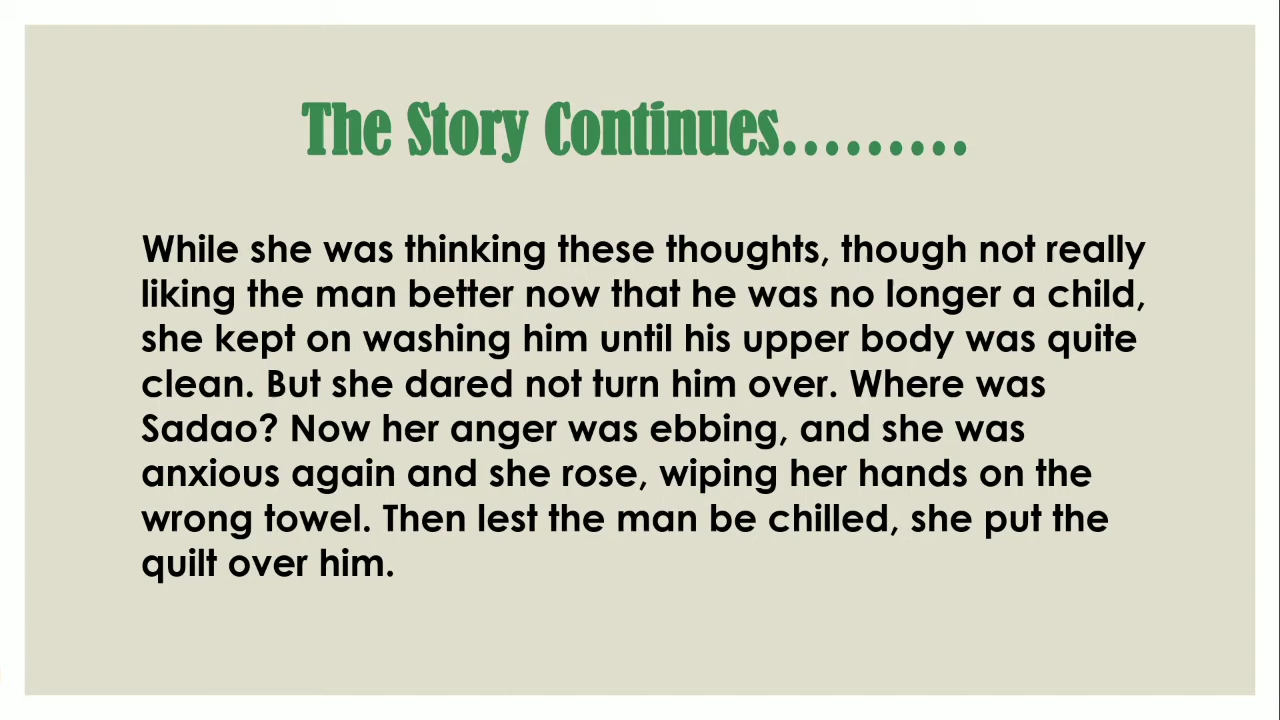 The Story Continues.........
While she was thinking these thoughts, though not really
liking the man better now that he was no longer a child,
she kept on washing him until his upper body was quite
clean. But she dared not turn him over. Where was
Sadao? Now her anger was ebbing, and she was
anxious again and she rose, wiping her hands on the
wrong towel. Then lest the man be chilled, she put the
quilt over him.